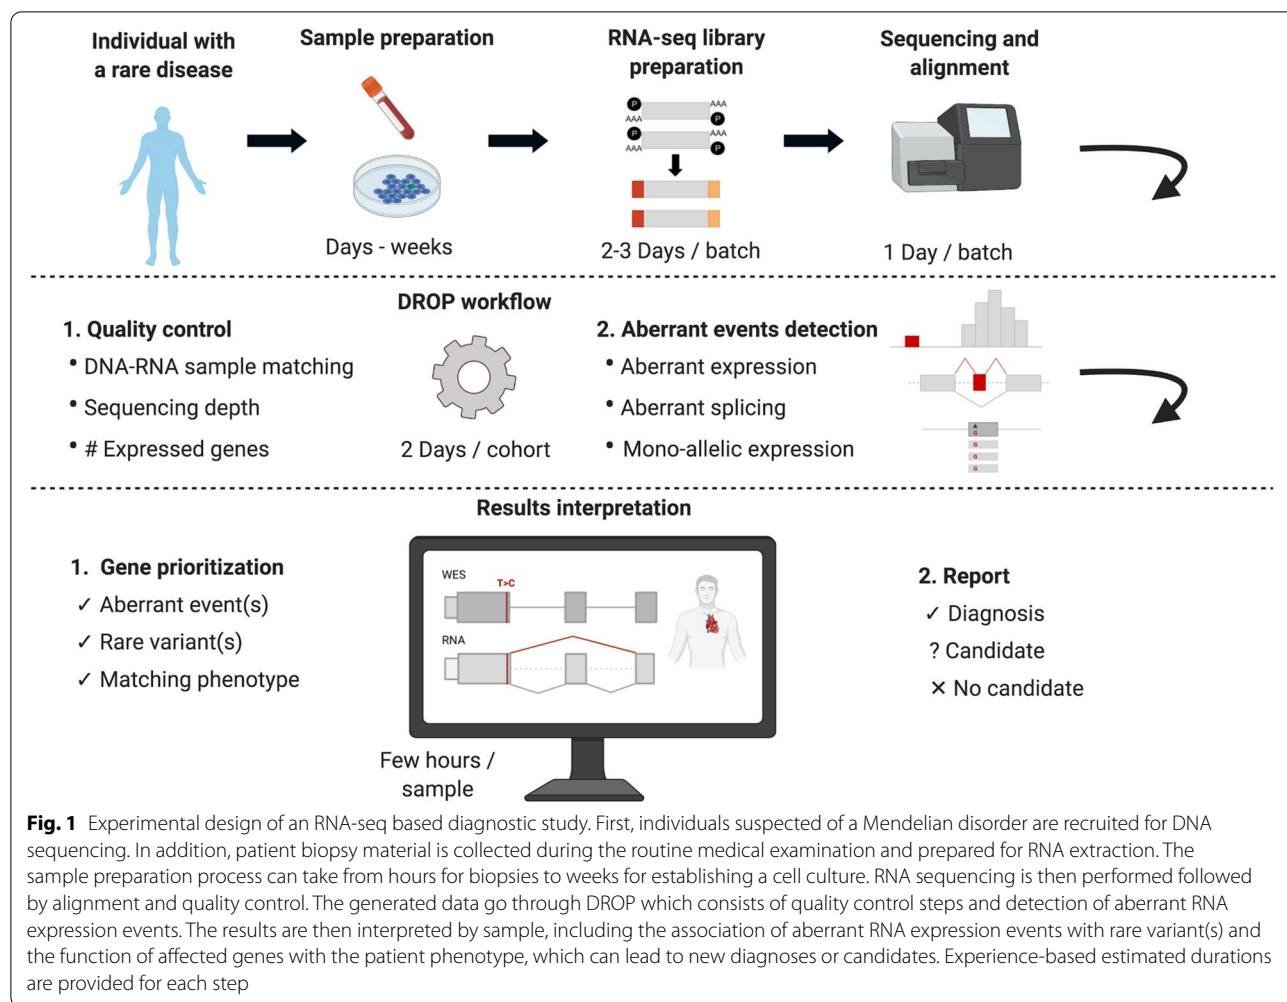 Individual with
a rare disease
Sample preparation
Days - weeks
RNA-seq library
preparation
P
AAA
AAA
P
P
AAA
AAA
P
2-3 Days / batch
Sequencing and
alignment
1 Day / batch
DROP workflow
1. Quality control
• DNA-RNA sample matching
• Sequencing depth
• # Expressed genes
2 Days / cohort
2. Aberrant events detection
• Aberrant expression
• Aberrant splicing
• Mono-allelic expression
A
G
G
G
G
Results interpretation
1. Gene prioritization
✓ Aberrant event(s)
✓ Rare variant(s)
✓ Matching phenotype
WES
T>C
RNA
Few hours /
sample
2. Report
✓ Diagnosis
? Candidate
✕ No candidate
Fig. 1 Experimental design of an RNA-seq based diagnostic study. First, individuals suspected of a Mendelian disorder are recruited for DNA
sequencing. In addition, patient biopsy material is collected during the routine medical examination and prepared for RNA extraction. The
sample preparation process can take from hours for biopsies to weeks for establishing a cell culture. RNA sequencing is then performed followed
by alignment and quality control. The generated data go through DROP which consists of quality control steps and detection of aberrant RNA
expression events. The results are then interpreted by sample, including the association of aberrant RNA expression events with rare variant(s) and
the function of affected genes with the patient phenotype, which can lead to new diagnoses or candidates. Experience-based estimated durations
are provided for each step